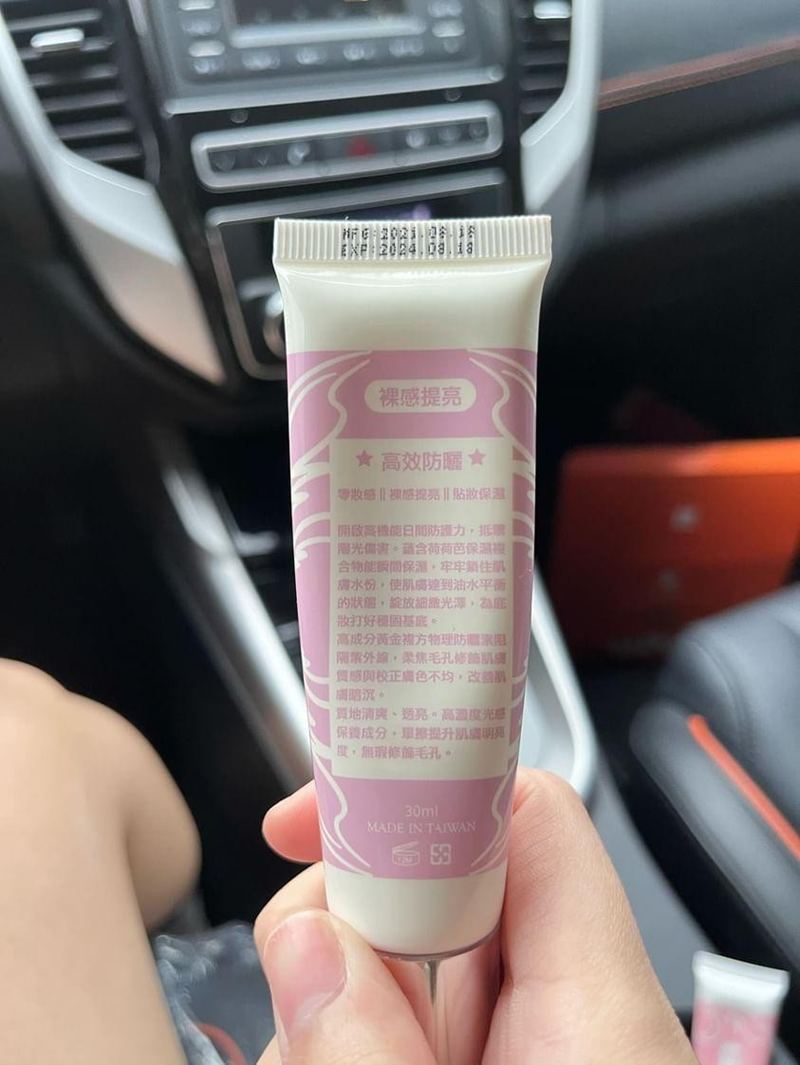 MFG:2021.08.18
EXP:2024.08.18
裸感提亮
★ 高效防曬 ★
零妝感 || 裸感提亮 || 貼妝保濕
開啟高機能日間防護力,抵禦
陽光傷害。蘊含荷荷芭保濕複
合物能瞬間保濕,牢牢鎖住肌
膚水份,使肌膚達到油水平衡
的狀態,綻放細緻光澤,為底
妝打好穩固基底。
高成分黃金複方物理防曬潔阻
隔紫外線,柔焦毛孔修飾肌膚
質感與校正膚色不均,改善肌
膚暗沉。
質地清爽、透亮。高濃度光感
保養成分,單擦提升肌膚明亮
度,無瑕修飾毛孔。
30ml
MADE IN TAIWAN
12M